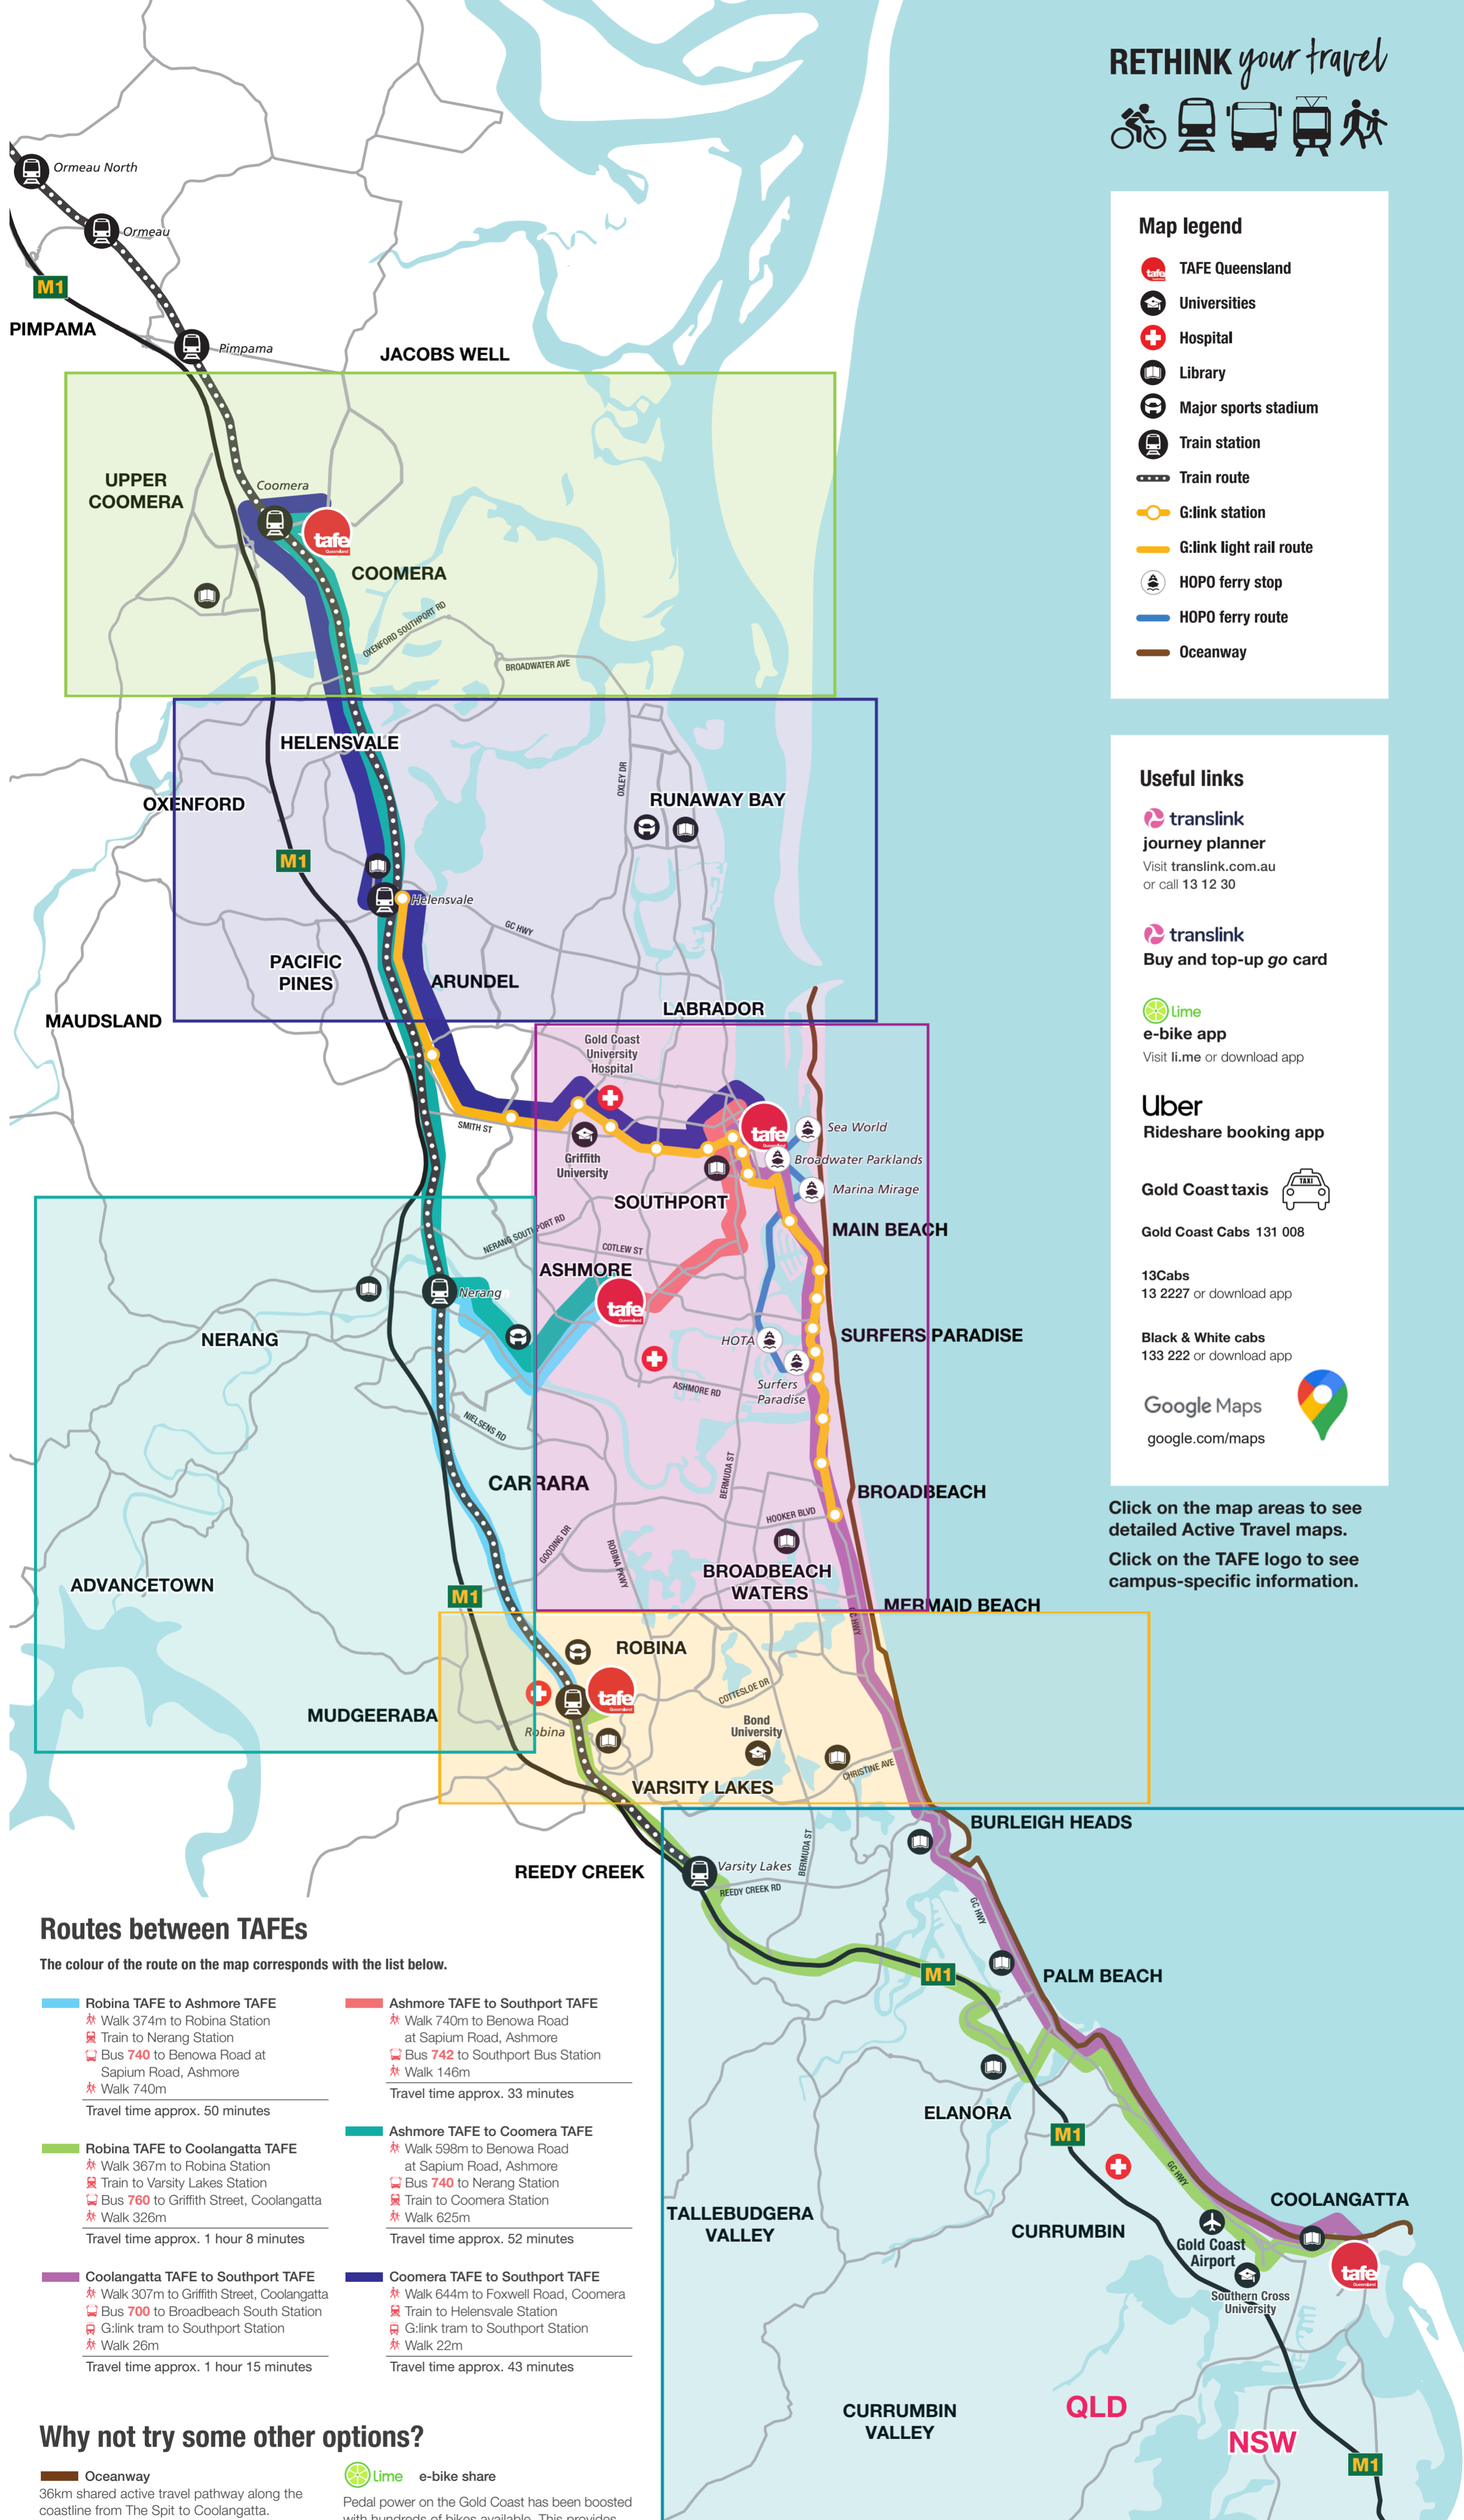 RETHINK your travel
Ormeau North
Ormeau
M1
PIMPAMA
Pimpama
JACOBS WELL
UPPER
COOMERA
Coomera
tafe
Queensland
COOMERA
OXENFORD SOUTHPORT RD
BROADWATER AVE
HELENSVALE
OXENFORD
OXLEY DR
RUNAWAY BAY
M1
Helensvale
GC HWY
PACIFIC
PINES
ARUNDEL
LABRADOR
MAUDSLAND
Gold Coast
University
Hospital
SMITH ST
Griffith
University
tafe
Sea World
Broadwater Parklands
Marina Mirage
SOUTHPORT
MAIN BEACH
NERANG SOUTHPORT RD
COTLEW ST
ASHMORE
Nerang
tafe
NERANG
HOTA
SURFERS PARADISE
Surfers
Paradise
ASHMORE RD
NIELSENS RD
CARRARA
BERMUDA ST
BROADBEACH
HOOKER BLVD
GOODING DR
ROBINA PKWY
BROADBEACH
WATERS
ADVANCETOWN
M1
MERMAID BEACH
GC HWY
ROBINA
tafe
Queensland
COTTESLOE DR
MUDGEERABA
Robina
Bond
University
CHRISTINE AVE
VARSITY LAKES
BURLEIGH HEADS
REEDY CREEK
Varsity Lakes
BERMUDA ST
REEDY CREEK RD
GC HWY
M1
PALM BEACH
ELANORA
M1
GC HWY
TALLEBUDGERA
VALLEY
CURRUMBIN
COOLANGATTA
Gold Coast
Airport
tafe
Queensland
Southern Cross
University
CURRUMBIN
VALLEY
QLD
NSW
M1
Map legend
tafe
TAFE Queensland
Universities
Hospital
Library
Major sports stadium
Train station
Train route
G:link station
G:link light rail route
HOPO ferry stop
HOPO ferry route
Oceanway
Useful links
translink
journey planner
Visit translink.com.au
or call 13 12 30
translink
Buy and top-up go card
Lime
e-bike app
Visit li.me or download app
Uber
Rideshare booking app
Gold Coast taxis
TAXI
Gold Coast Cabs 131 008
13Cabs
13 2227 or download app
Black & White cabs
133 222 or download app
Google Maps
google.com/maps
Click on the map areas to see
detailed Active Travel maps.
Click on the TAFE logo to see
campus-specific information.
Routes between TAFEs
The colour of the route on the map corresponds with the list below.
Robina TAFE to Ashmore TAFE
Walk 374m to Robina Station
Train to Nerang Station
Bus 740 to Benowa Road at
Sapium Road, Ashmore
Walk 740m
Travel time approx. 50 minutes
Robina TAFE to Coolangatta TAFE
Walk 367m to Robina Station
Train to Varsity Lakes Station
Bus 760 to Griffith Street, Coolangatta
Walk 326m
Travel time approx. 1 hour 8 minutes
Coolangatta TAFE to Southport TAFE
Walk 307m to Griffith Street, Coolangatta
Bus 700 to Broadbeach South Station
G:link tram to Southport Station
Walk 26m
Travel time approx. 1 hour 15 minutes
Ashmore TAFE to Southport TAFE
Walk 740m to Benowa Road
at Sapium Road, Ashmore
Bus 742 to Southport Bus Station
Walk 146m
Travel time approx. 33 minutes
Ashmore TAFE to Coomera TAFE
Walk 598m to Benowa Road
at Sapium Road, Ashmore
Bus 740 to Nerang Station
Train to Coomera Station
Walk 625m
Travel time approx. 52 minutes
Coomera TAFE to Southport TAFE
Walk 644m to Foxwell Road, Coomera
Train to Helensvale Station
G:link tram to Southport Station
Walk 22m
Travel time approx. 43 minutes
Why not try some other options?
Oceanway
36km shared active travel pathway along the
coastline from The Spit to Coolangatta.
Lime e-bike share
Pedal power on the Gold Coast has been boosted
with hundreds of bikes available. This provides